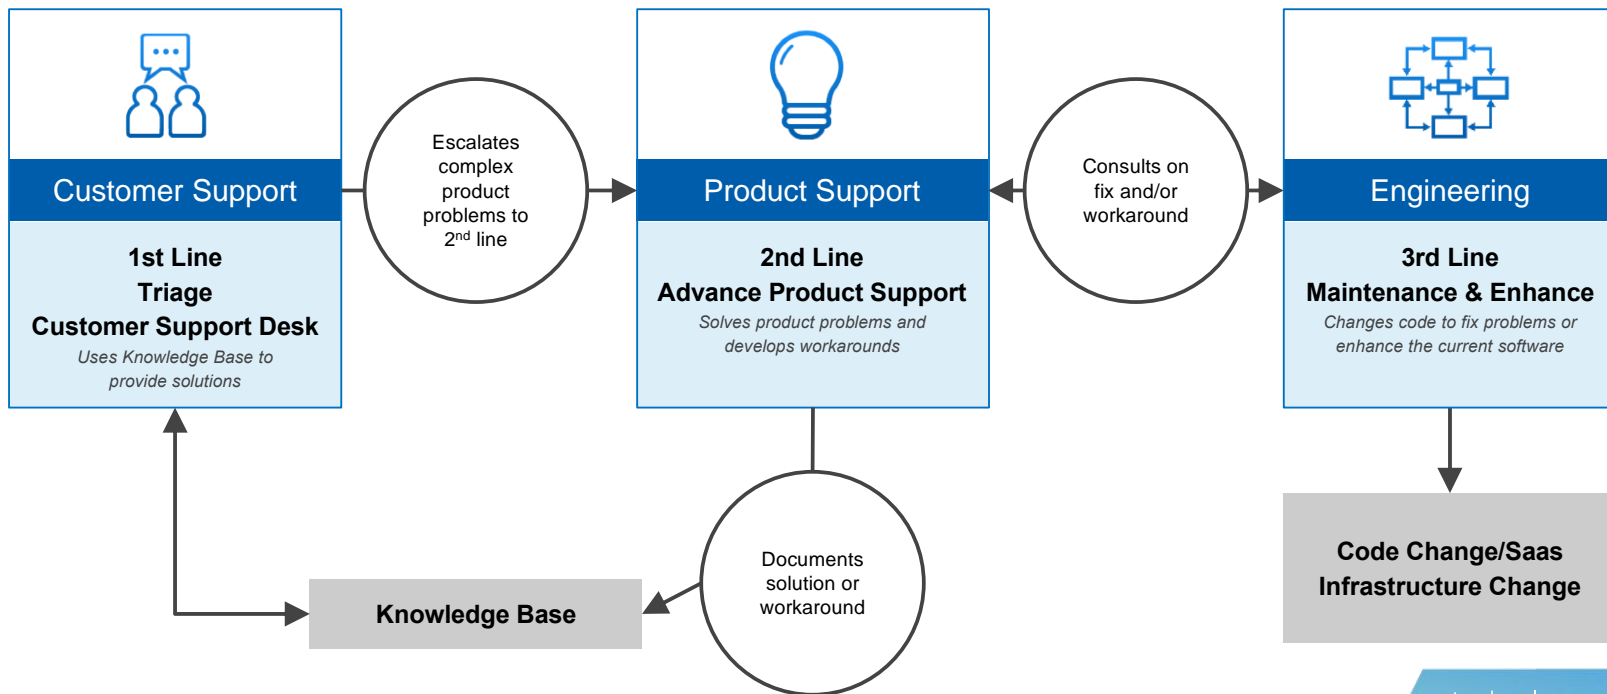 Customer Support
1st Line
Triage
Customer Support Desk
Uses Knowledge Base to
provide solutions
Escalates
complex
product
problems to
2nd line
Product Support
2nd Line
Advance Product Support
Solves product problems and
develops workarounds
Consults on
fix and/or
workaround
Engineering
3rd Line
Maintenance & Enhance
Changes code to fix problems or
enhance the current software
Documents
solution or
workaround
Knowledge Base
Code Change/Saas
Infrastructure Change